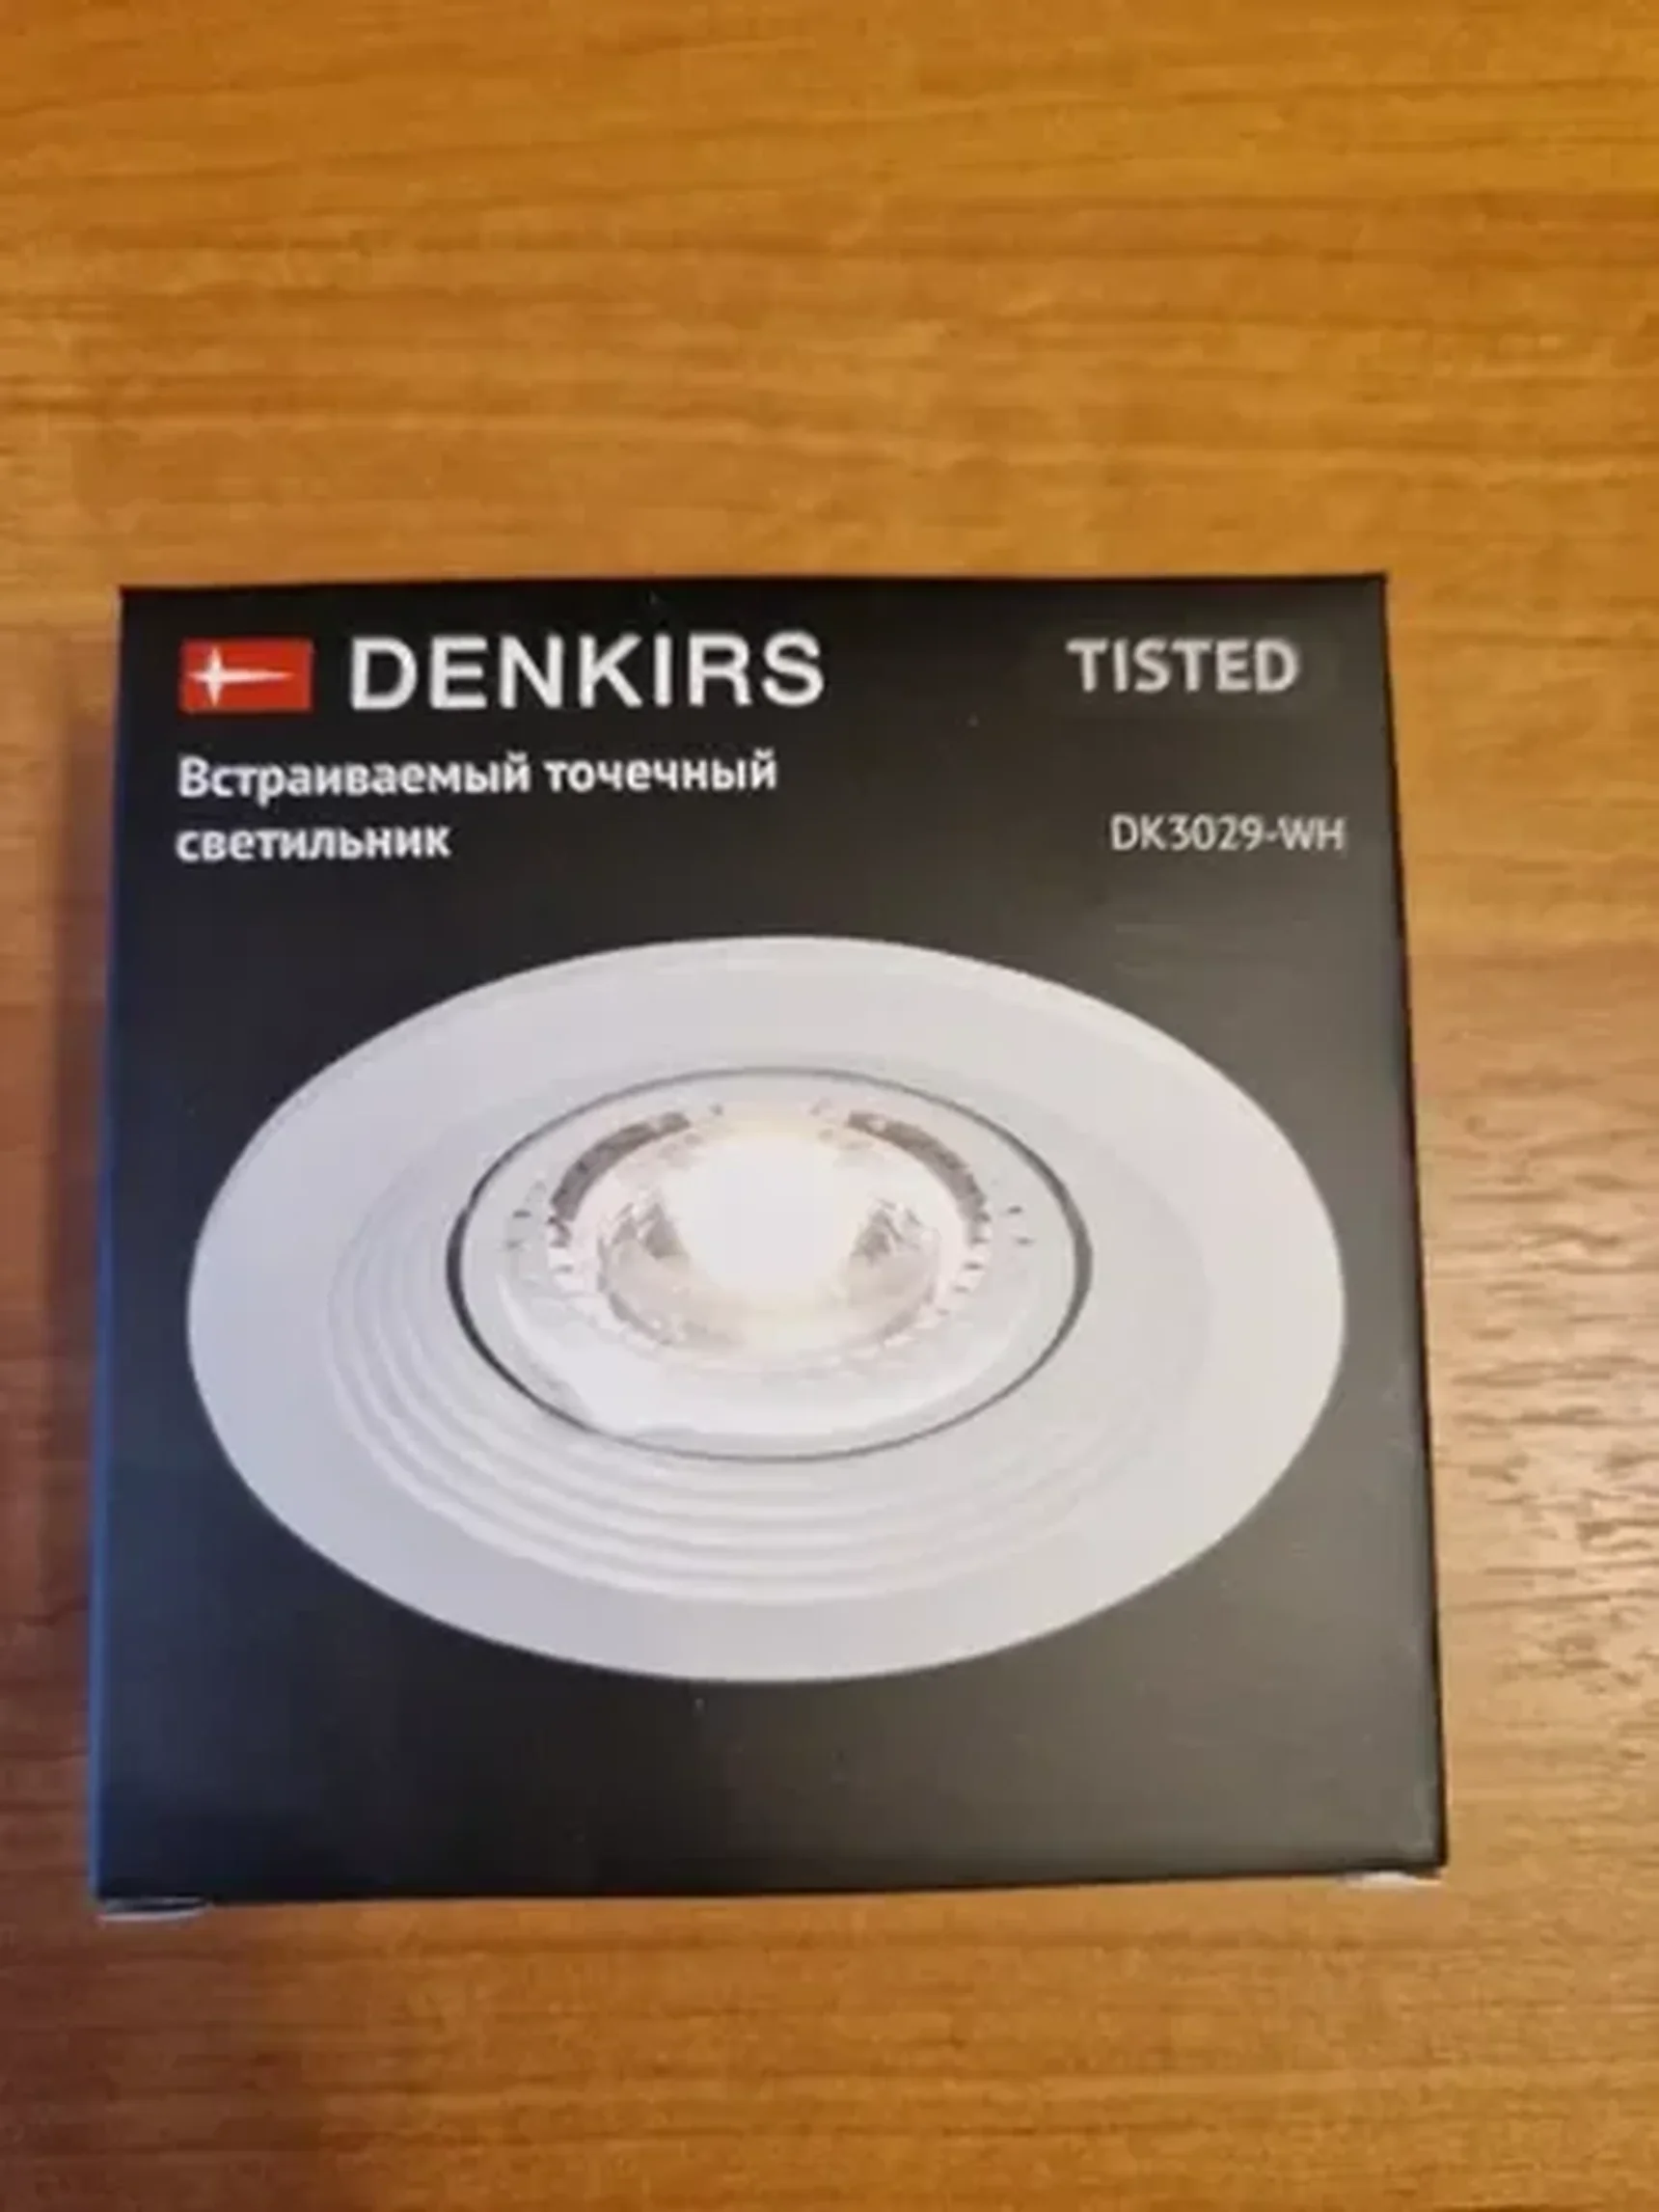 DENKIRS TISTED
Встраиваемый точечный
светильник
DK3029-WH